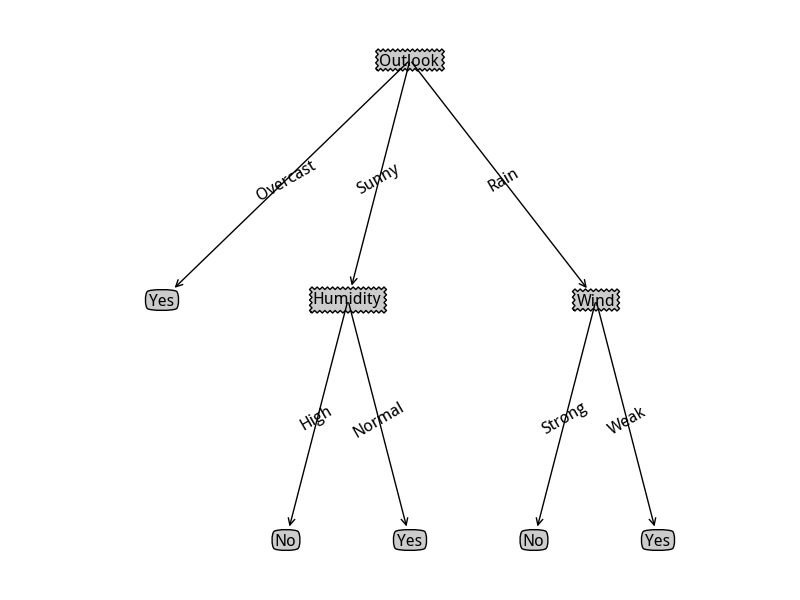 Outlook
Overcast
Sunny
Rain
Yes
Humidity
Wind
High
Normal
Strong
Weak
No
Yes
No
Yes